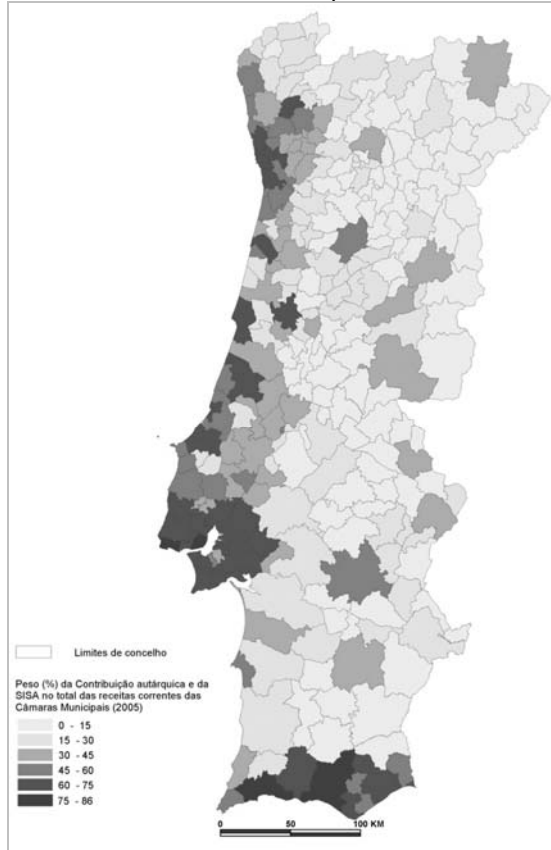 Limites de concelho
Peso (%) da Contribuição autárquica e da
SISA no total das receitas correntes das
Câmaras Municipais (2005)
0 - 15
15 - 30
30 - 45
45 - 60
60 - 75
75 - 86
0 50 100 KM